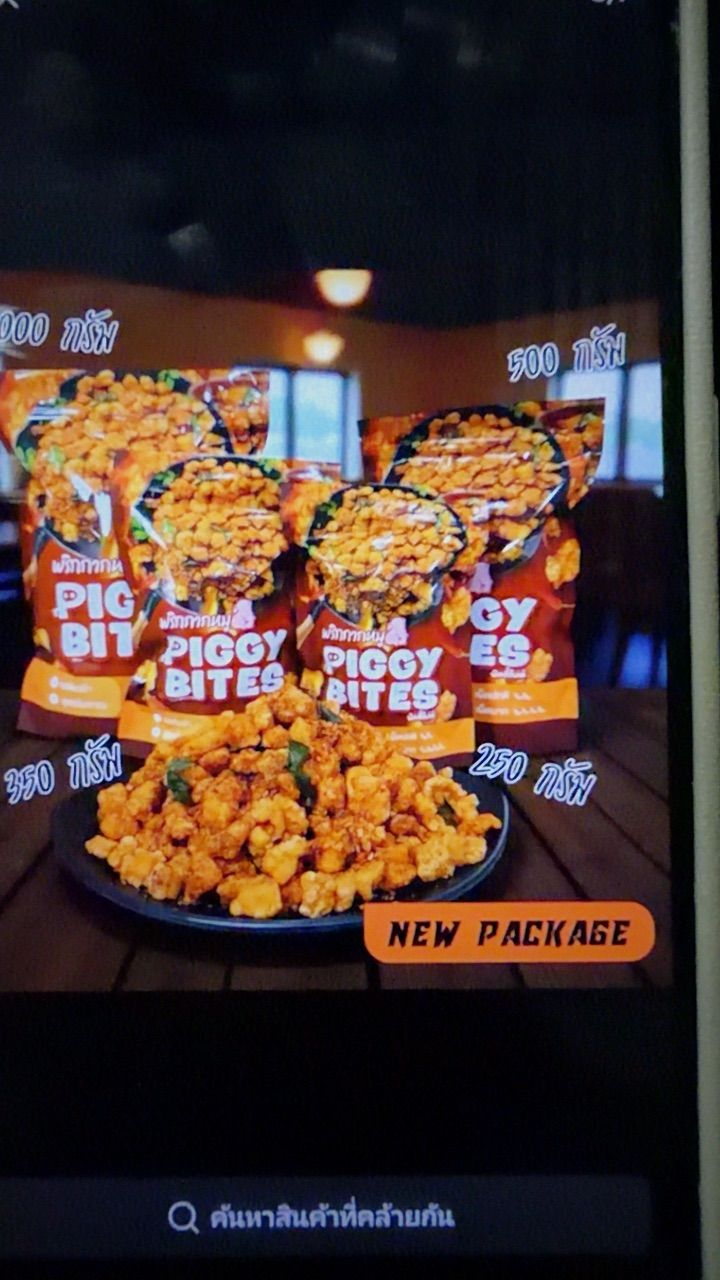 000 กรัม
500 กรัม
พริกกากห
PIG
BIT
พริกกากหมู
PIGGY
BITES
พริกกากหมู
PIGGY
BITES
GY
ES
350 กรัม
250 กรัม
NEW PACKAGE
ค้นหาสินค้าที่คล้ายกัน